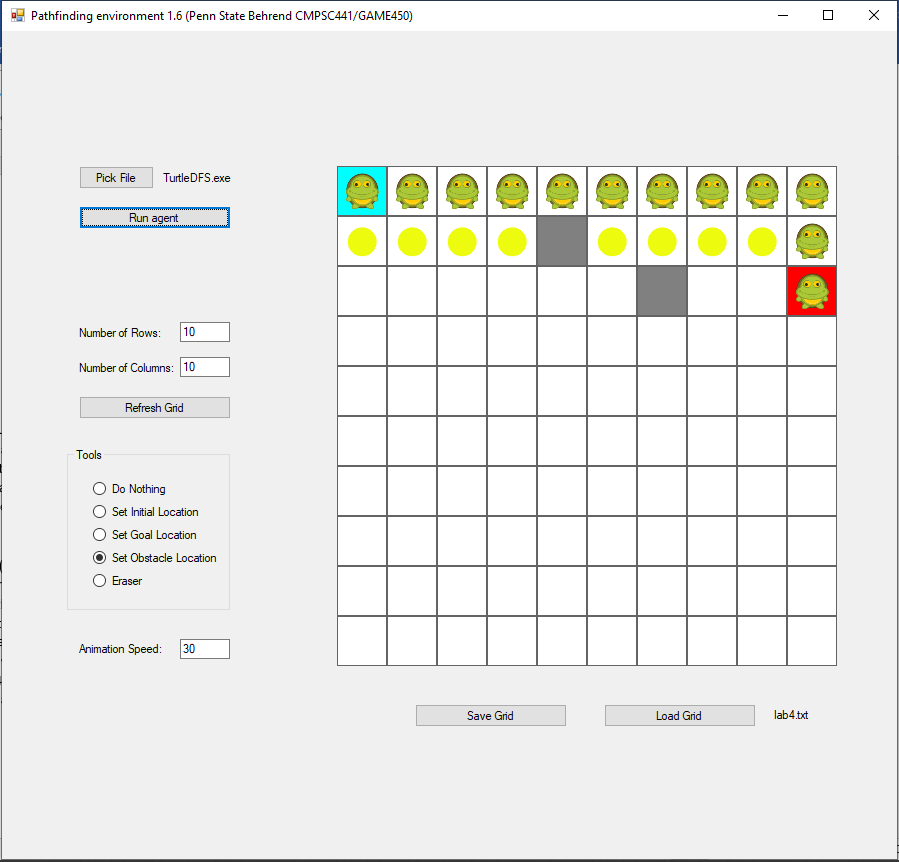 Pathfinding environment 1.6 (Penn State Behrend CMPSC441/GAME450)
Pick File TurtleDFS.exe
Run agent
Number of Rows: 10
Number of Columns: 10
Refresh Grid
Tools
Do Nothing
Set Initial Location
Set Goal Location
Set Obstacle Location
Eraser
Animation Speed: 30
Save Grid Load Grid lab4.txt